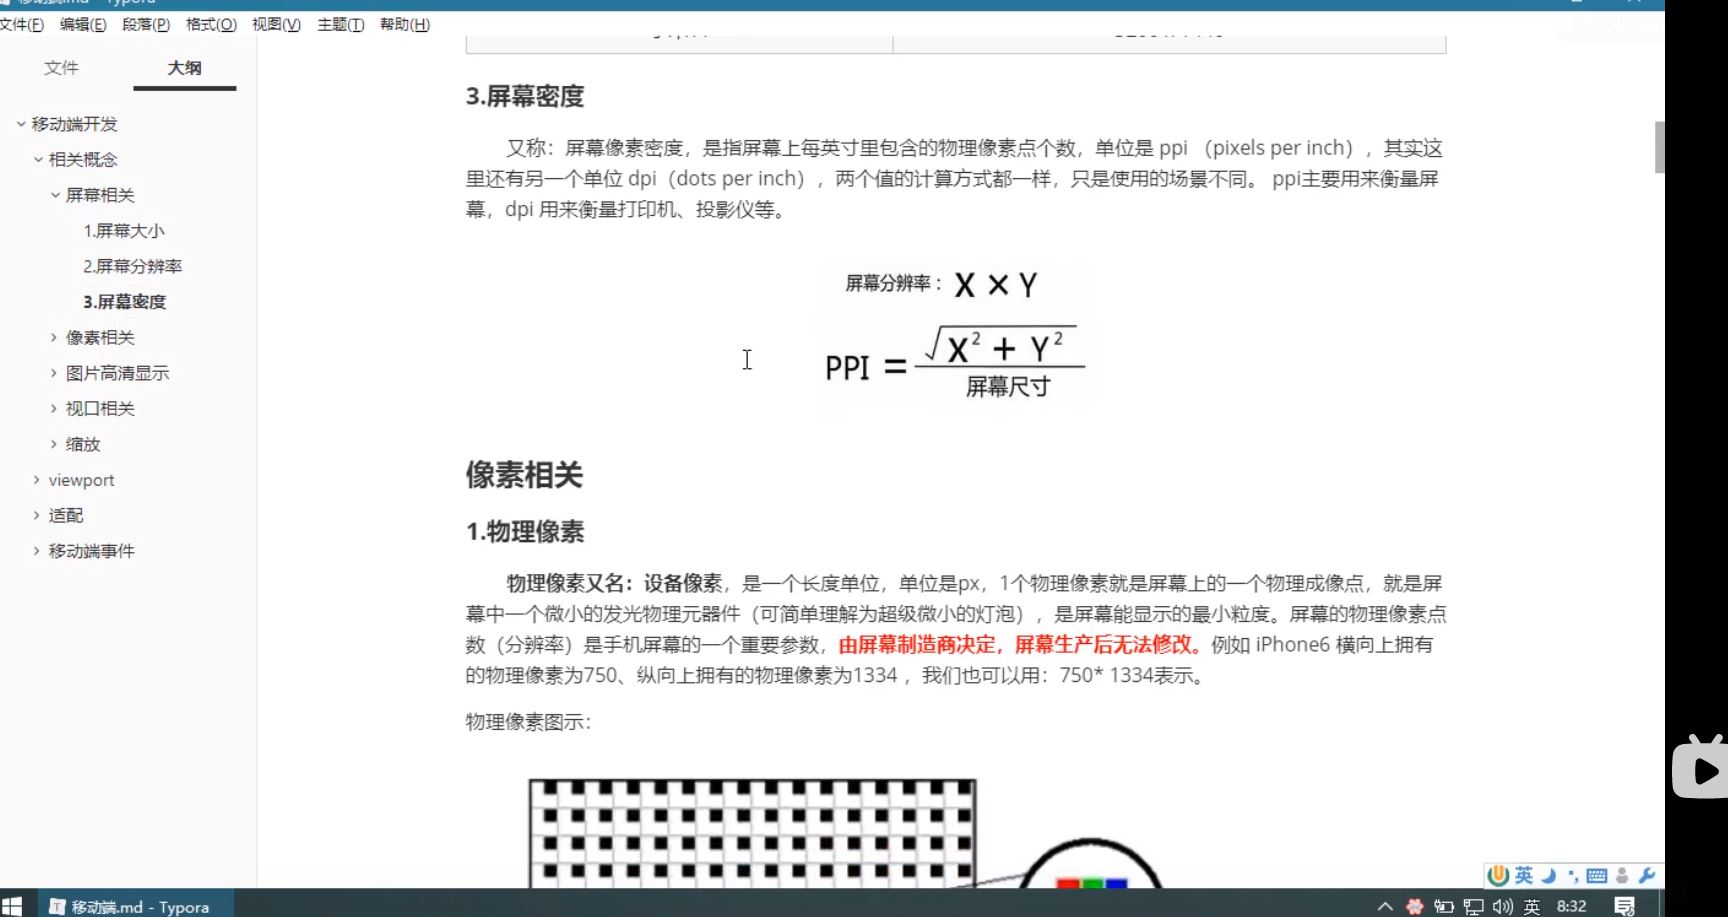 文件(F) 编辑(E) 段落(P) 格式(O) 视图(V) 主题(T) 帮助(H)
文件 大纲
移动端开发
相关概念
屏幕相关
1.屏幕大小
2.屏幕分辨率
3.屏幕密度
像素相关
图片高清显示
视口相关
缩放
viewport
适配
移动端事件
3.屏幕密度
又称：屏幕像素密度，是指屏幕上每英寸里包含的物理像素点个数，单位是 ppi （pixels per inch），其实这
里还有另一个单位 dpi（dots per inch），两个值的计算方式都一样，只是使用的场景不同。 ppi主要用来衡量屏
幕，dpi 用来衡量打印机、投影仪等。
屏幕分辨率：X × Y
PPI = √X² + Y²
屏幕尺寸
像素相关
1.物理像素
物理像素又名：设备像素，是一个长度单位，单位是px，1个物理像素就是屏幕上的一个物理成像点，就是屏
幕中一个微小的发光物理元器件（可简单理解为超级微小的灯泡），是屏幕能显示的最小粒度。屏幕的物理像素点
数（分辨率）是手机屏幕的一个重要参数，由屏幕制造商决定，屏幕生产后无法修改。例如 iPhone6 横向上拥有
的物理像素为750、纵向上拥有的物理像素为1334 ，我们也可以用：750* 1334表示。
物理像素图示：
英
移动端.md - Typora
英 8:32